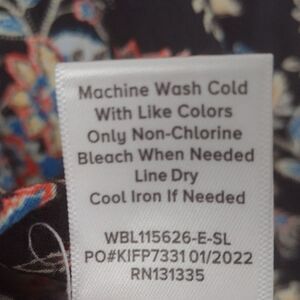 Machine Wash Cold
With Like Colors
Only Non-Chlorine
Bleach When Needed
Line Dry
Cool Iron If Needed
WBL115626-E-SL
PO#KIFP7331 01/2022
RN131335